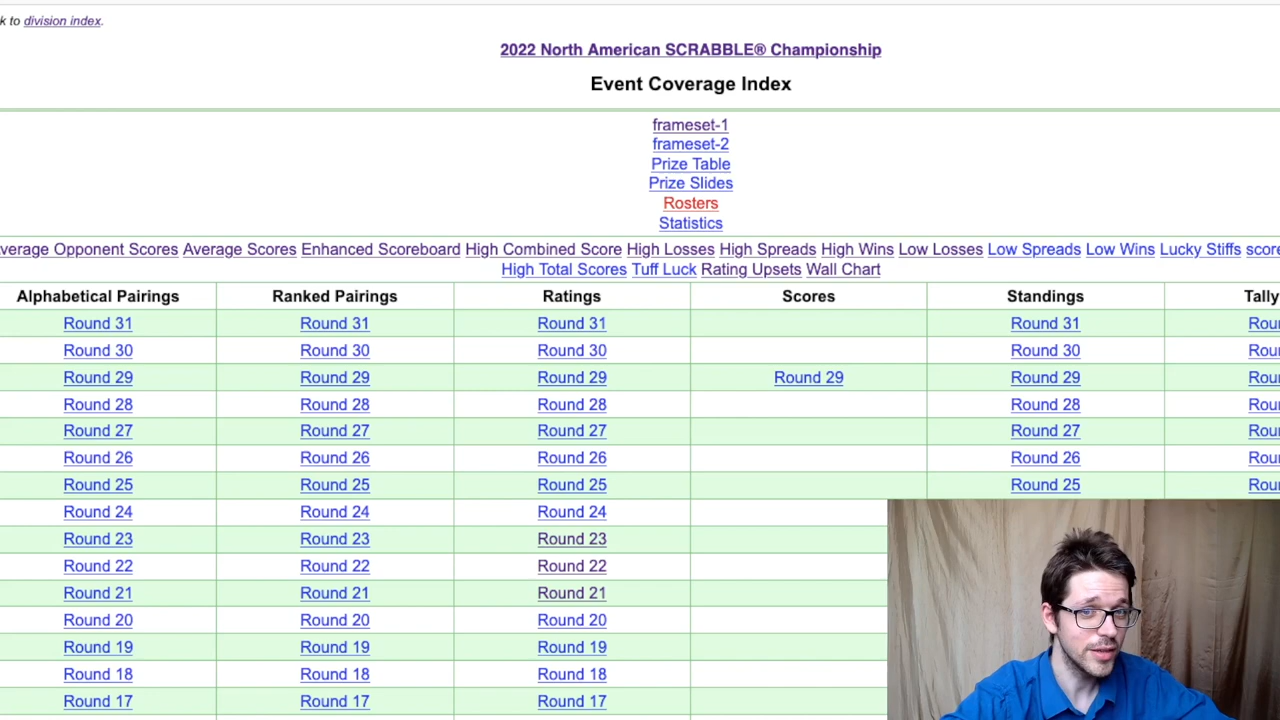 k to division index.
2022 North American SCRABBLE® Championship
Event Coverage Index
frameset-1
frameset-2
Prize Table
Prize Slides
Rosters
Statistics
verage Opponent Scores Average Scores Enhanced Scoreboard High Combined Score High Losses High Spreads High Wins Low Losses Low Spreads Low Wins Lucky Stiffs score
High Total Scores Tuff Luck Rating Upsets Wall Chart
Alphabetical Pairings Ranked Pairings Ratings Scores Standings Tally
Round 31 Round 31 Round 31 Round 31 Rou
Round 30 Round 30 Round 30 Round 30 Rou
Round 29 Round 29 Round 29 Round 29 Round 29 Rou
Round 28 Round 28 Round 28 Round 28 Rou
Round 27 Round 27 Round 27 Round 27 Rou
Round 26 Round 26 Round 26 Round 26 Rou
Round 25 Round 25 Round 25 Round 25 Rou
Round 24 Round 24 Round 24
Round 23 Round 23 Round 23
Round 22 Round 22 Round 22
Round 21 Round 21 Round 21
Round 20 Round 20 Round 20
Round 19 Round 19 Round 19
Round 18 Round 18 Round 18
Round 17 Round 17 Round 17